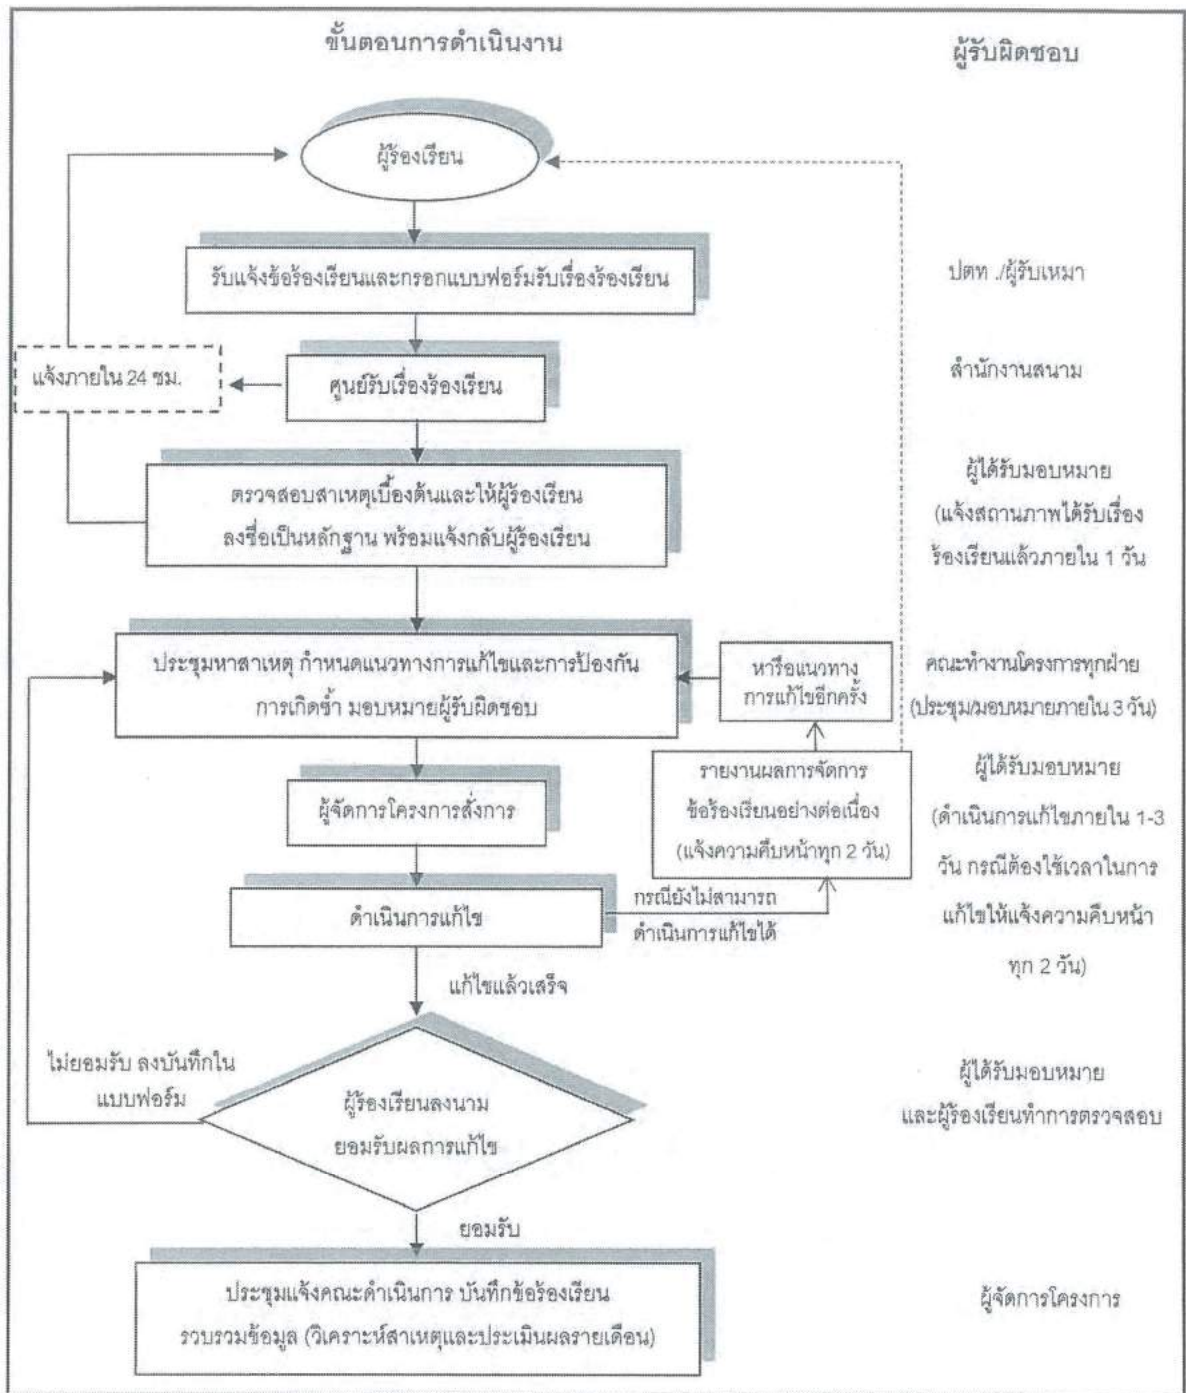 ขั้นตอนการดำเนินงาน
ผู้รับผิดชอบ
ผู้ร้องเรียน
รับแจ้งข้อร้องเรียนและกรอกแบบฟอร์มรับเรื่องร้องเรียน
ปตท ./ผู้รับเหมา
แจ้งภายใน 24 ชม.
ศูนย์รับเรื่องร้องเรียน
สำนักงานสนาม
ตรวจสอบสาเหตุเบื้องต้นและให้ผู้ร้องเรียน
ลงชื่อเป็นหลักฐาน พร้อมแจ้งกลับผู้ร้องเรียน
ผู้ได้รับมอบหมาย
(แจ้งสถานภาพได้รับเรื่อง
ร้องเรียนแล้วภายใน 1 วัน
ประชุมหาสาเหตุ กำหนดแนวทางการแก้ไขและการป้องกัน
การเกิดซ้ำ มอบหมายผู้รับผิดชอบ
หารือแนวทาง
การแก้ไขอีกครั้ง
คณะทำงานโครงการทุกฝ่าย
(ประชุม/มอบหมายภายใน 3 วัน)
ผู้จัดการโครงการสั่งการ
รายงานผลการจัดการ
ข้อร้องเรียนอย่างต่อเนื่อง
(แจ้งความคืบหน้าทุก 2 วัน)
ผู้ได้รับมอบหมาย
(ดำเนินการแก้ไขภายใน 1-3
วัน กรณีต้องใช้เวลาในการ
แก้ไขให้แจ้งความคืบหน้า
ทุก 2 วัน)
ดำเนินการแก้ไข
กรณียังไม่สามารถ
ดำเนินการแก้ไขได้
แก้ไขแล้วเสร็จ
ไม่ยอมรับ ลงบันทึกใน
แบบฟอร์ม
ผู้ร้องเรียนลงนาม
ยอมรับผลการแก้ไข
ผู้ได้รับมอบหมาย
และผู้ร้องเรียนทำการตรวจสอบ
ยอมรับ
ประชุมแจ้งคณะดำเนินการ บันทึกข้อร้องเรียน
รวบรวมข้อมูล (วิเคราะห์สาเหตุและประเมินผลรายเดือน)
ผู้จัดการโครงการ